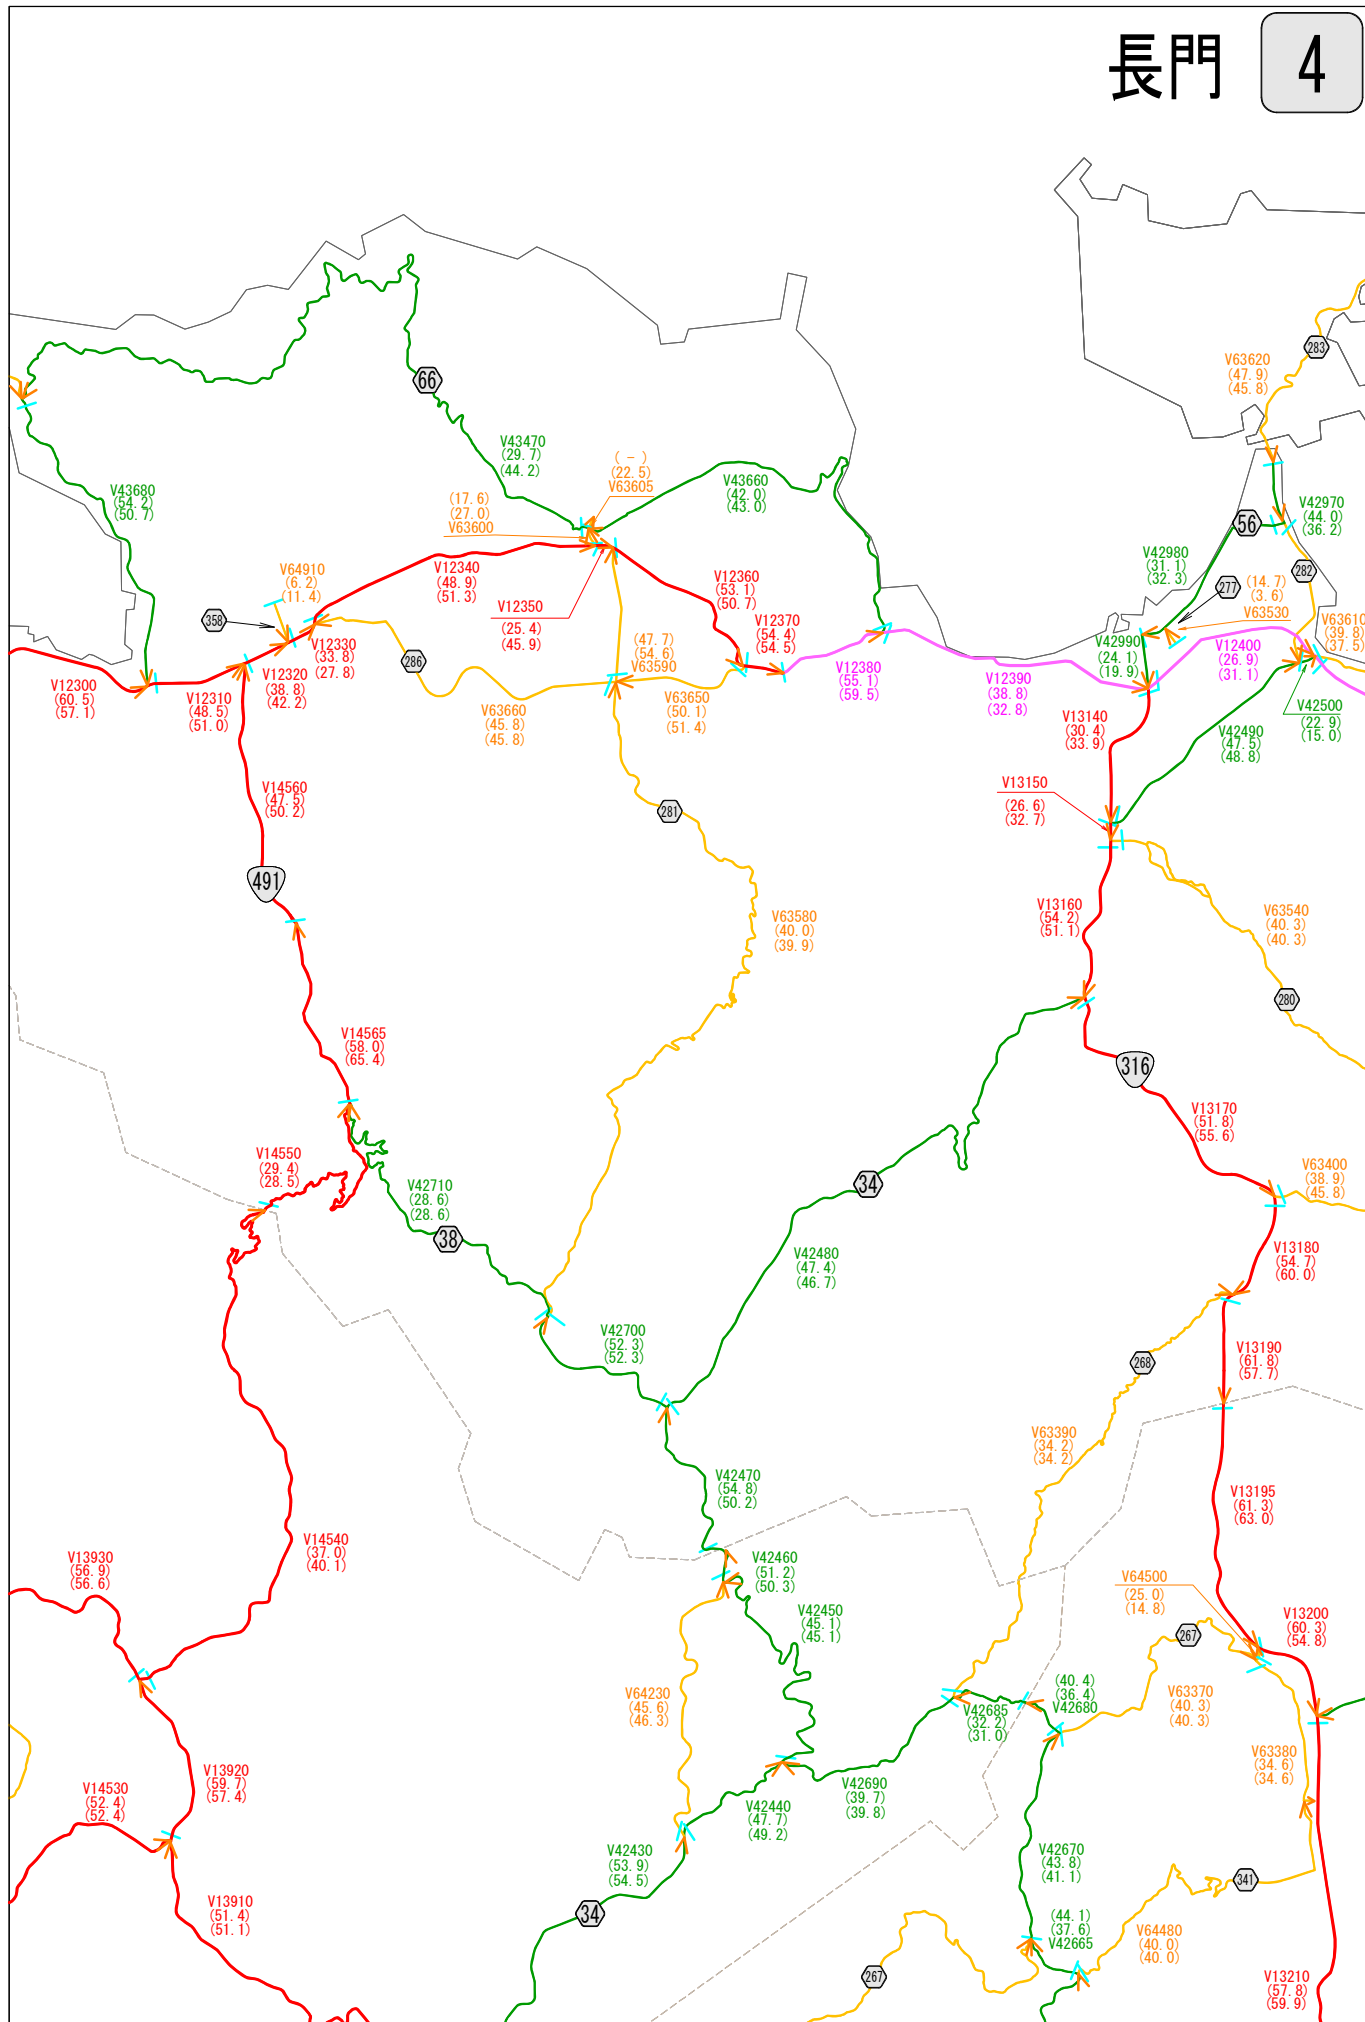 長門 4
283
V63620
(47.9)
(45.8)
66
V43470
(29.7)
(44.2)
( - )
(22.5)
V63605
V43660
(42.0)
(43.0)
V43680
(54.2)
(50.7)
(17.6)
(27.0)
V63600
V42970
(44.0)
(36.2)
56
V42980
(31.1)
(32.3)
282
277
(14.7)
(3.6)
V63530
V63610
(39.8)
(37.5)
V64910
(6.2)
(11.4)
358
V12340
(48.9)
(51.3)
V12350
(25.4)
(45.9)
V12360
(53.1)
(50.7)
V12370
(54.4)
(54.5)
V12330
(33.8)
(27.8)
286
(47.7)
(54.6)
V63590
V42990
(24.1)
(19.9)
V12400
(26.9)
(31.1)
V12300
(60.5)
(57.1)
V12310
(48.5)
(51.0)
V12320
(38.8)
(42.2)
V63660
(45.8)
(45.8)
V63650
(50.1)
(51.4)
V12380
(55.1)
(59.5)
V12390
(38.8)
(32.8)
V13140
(30.4)
(33.9)
V42490
(47.5)
(48.8)
V42500
(22.9)
(15.0)
V14560
(47.5)
(50.2)
281
V13150
(26.6)
(32.7)
491
V63580
(40.0)
(39.9)
V13160
(54.2)
(51.1)
V63540
(40.3)
(40.3)
280
V14565
(58.0)
(65.4)
316
V13170
(51.8)
(55.6)
V14550
(29.4)
(28.5)
V42710
(28.6)
(28.6)
34
V63400
(38.9)
(45.8)
38
V42480
(47.4)
(46.7)
V13180
(54.7)
(60.0)
V42700
(52.3)
(52.3)
268
V13190
(61.8)
(57.7)
V63390
(34.2)
(34.2)
V42470
(54.8)
(50.2)
V13195
(61.3)
(63.0)
V14540
(37.0)
(40.1)
V13930
(56.9)
(56.6)
V42460
(51.2)
(50.3)
V64500
(25.0)
(14.8)
V42450
(45.1)
(45.1)
V13200
(60.3)
(54.8)
267
V64230
(45.6)
(46.3)
V42685
(32.2)
(31.0)
(40.4)
(36.4)
V42680
V63370
(40.3)
(40.3)
V13920
(59.7)
(57.4)
V14530
(52.4)
(52.4)
V42690
(39.7)
(39.8)
V63380
(34.6)
(34.6)
V42440
(47.7)
(49.2)
V42430
(53.9)
(54.5)
V42670
(43.8)
(41.1)
341
V13910
(51.4)
(51.1)
34
(44.1)
(37.6)
V42665
V64480
(40.0)
(40.0)
267
V13210
(57.8)
(59.9)